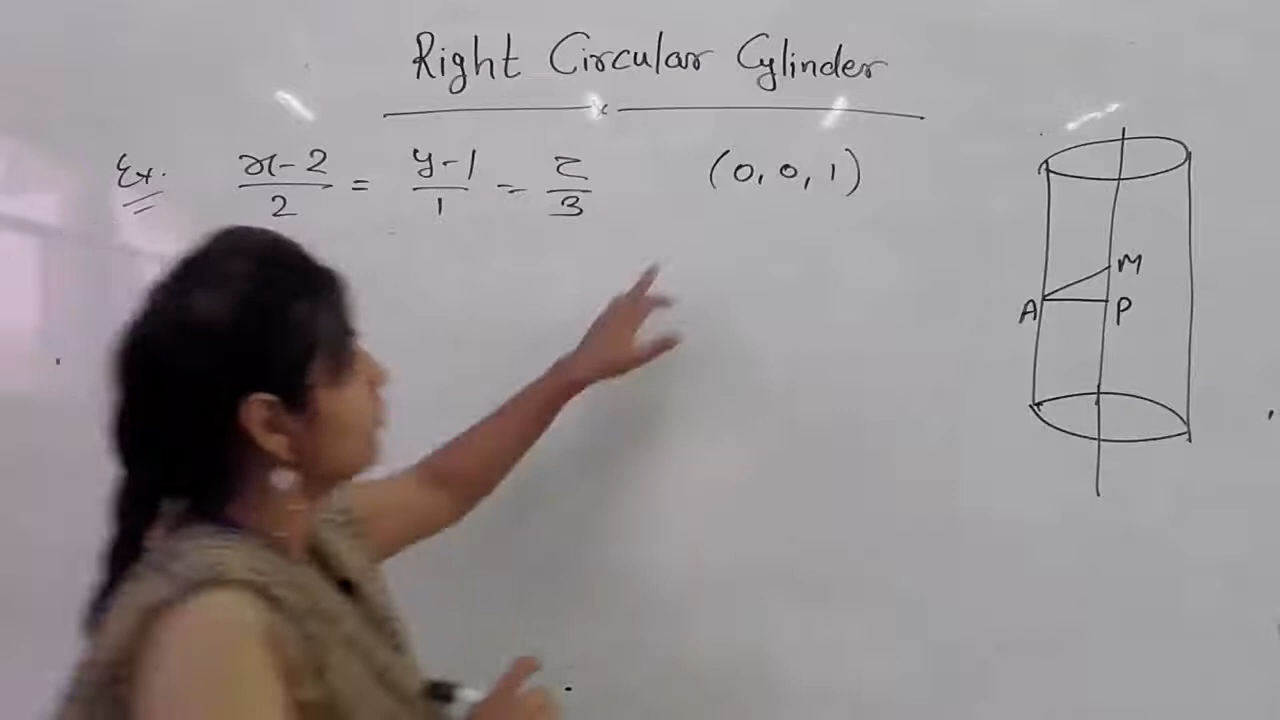 Right Circular Cylinder
Ex. x-2/2 = y-1/1 = z/3 (0, 0, 1)
M
A P